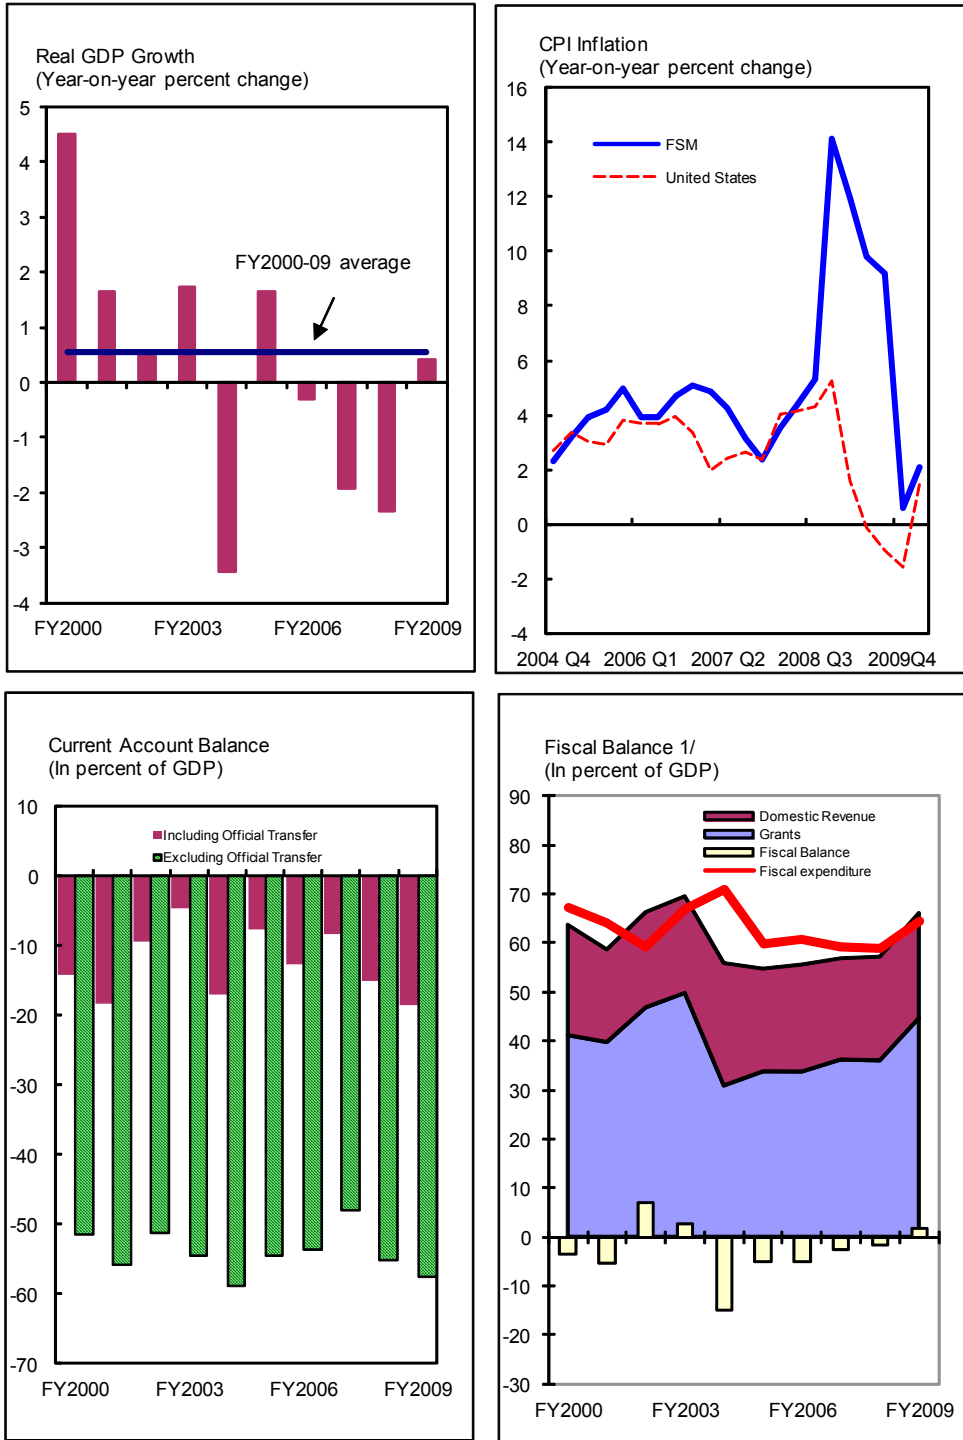 Real GDP Growth
(Year-on-year percent change)
5
4
3
2
1
0
-1
-2
-3
-4
FY2000-09 average
FY2000 FY2003 FY2006 FY2009
CPI Inflation
(Year-on-year percent change)
16
14
12
10
8
6
4
2
0
-2
-4
FSM
United States
2004 Q4 2006 Q1 2007 Q2 2008 Q3 2009Q4
Current Account Balance
(In percent of GDP)
10
0
-10
-20
-30
-40
-50
-60
-70
Including Official Transfer
Excluding Official Transfer
FY2000 FY2003 FY2006 FY2009
Fiscal Balance 1/
(In percent of GDP)
90
80
70
60
50
40
30
20
10
0
-10
-20
-30
Domestic Revenue
Grants
Fiscal Balance
Fiscal expenditure
FY2000 FY2003 FY2006 FY2009